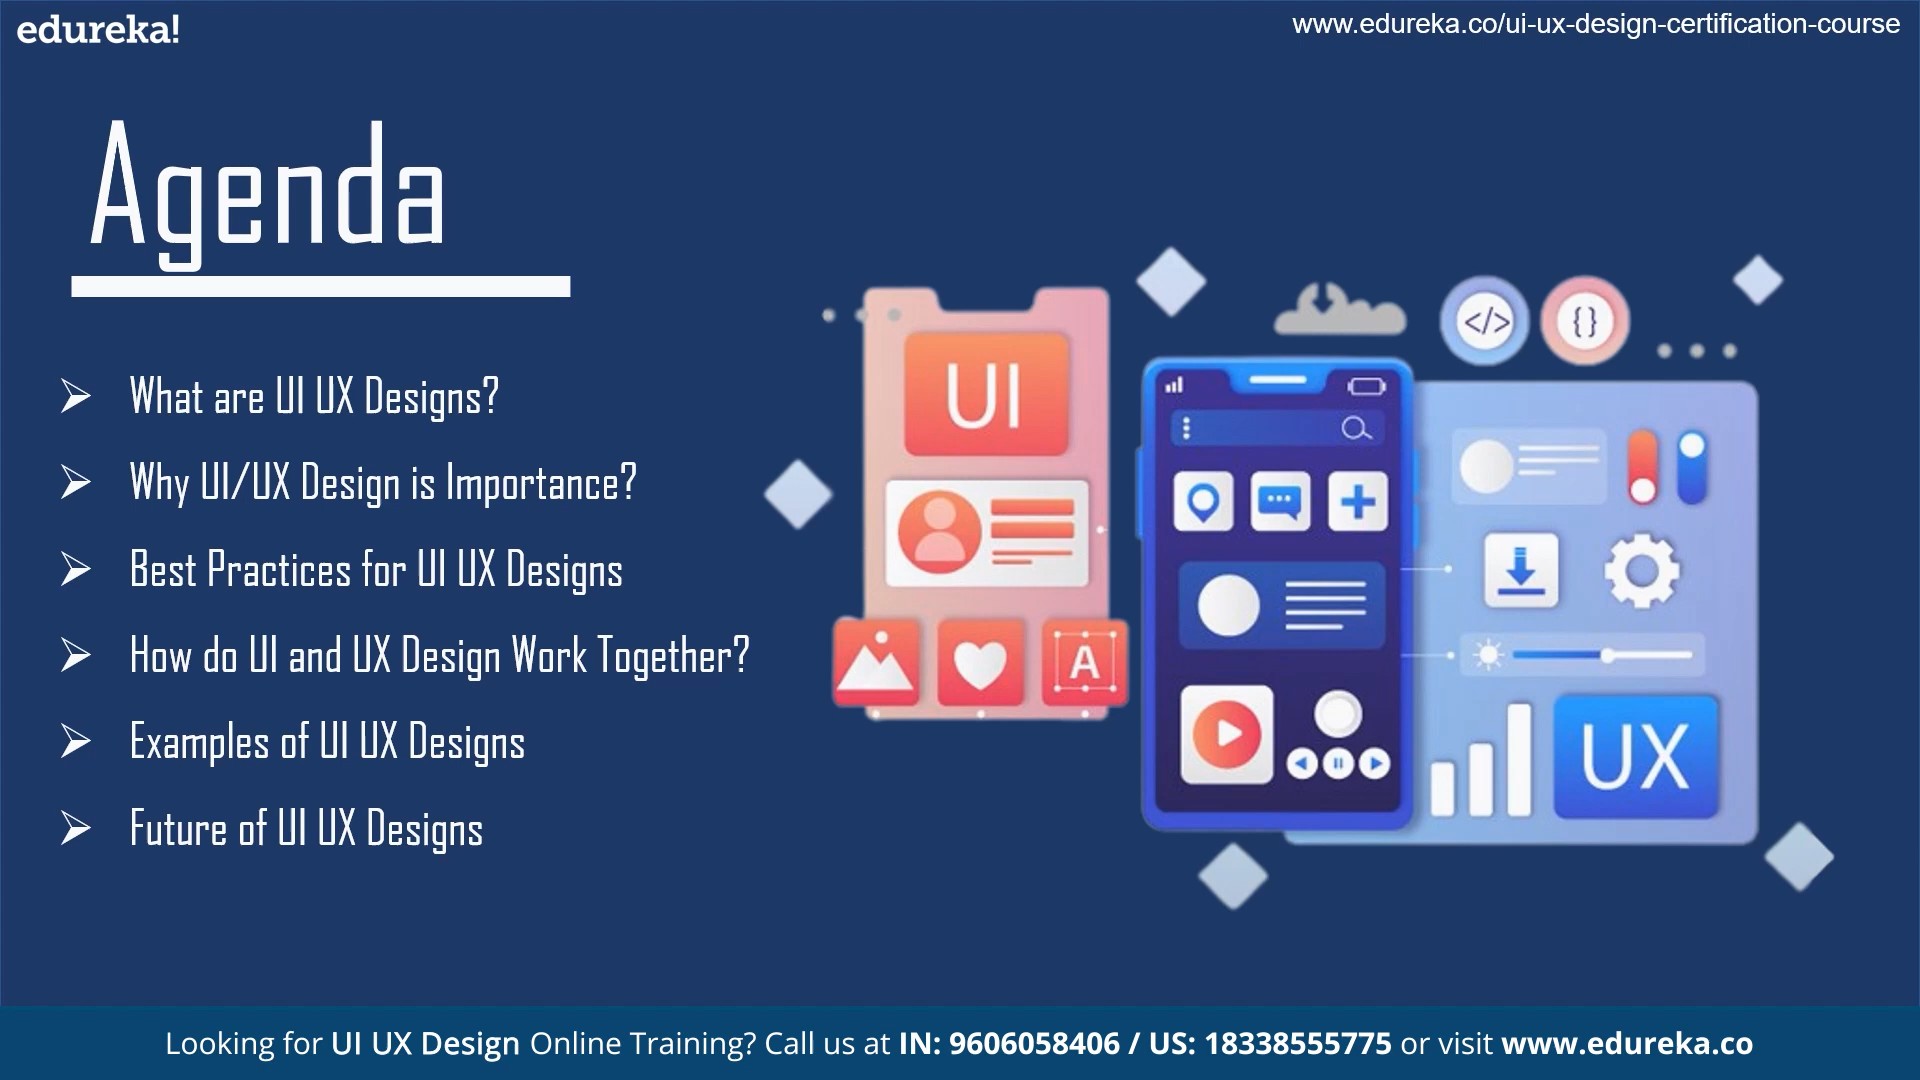 edureka!
www.edureka.co/ui-ux-design-certification-course
Agenda
What are UI UX Designs?
Why UI/UX Design is Importance?
Best Practices for UI UX Designs
How do UI and UX Design Work Together?
Examples of UI UX Designs
Future of UI UX Designs
UI
</>
{}
A
UX
Looking for UI UX Design Online Training? Call us at IN: 9606058406 / US: 18338555775 or visit www.edureka.co